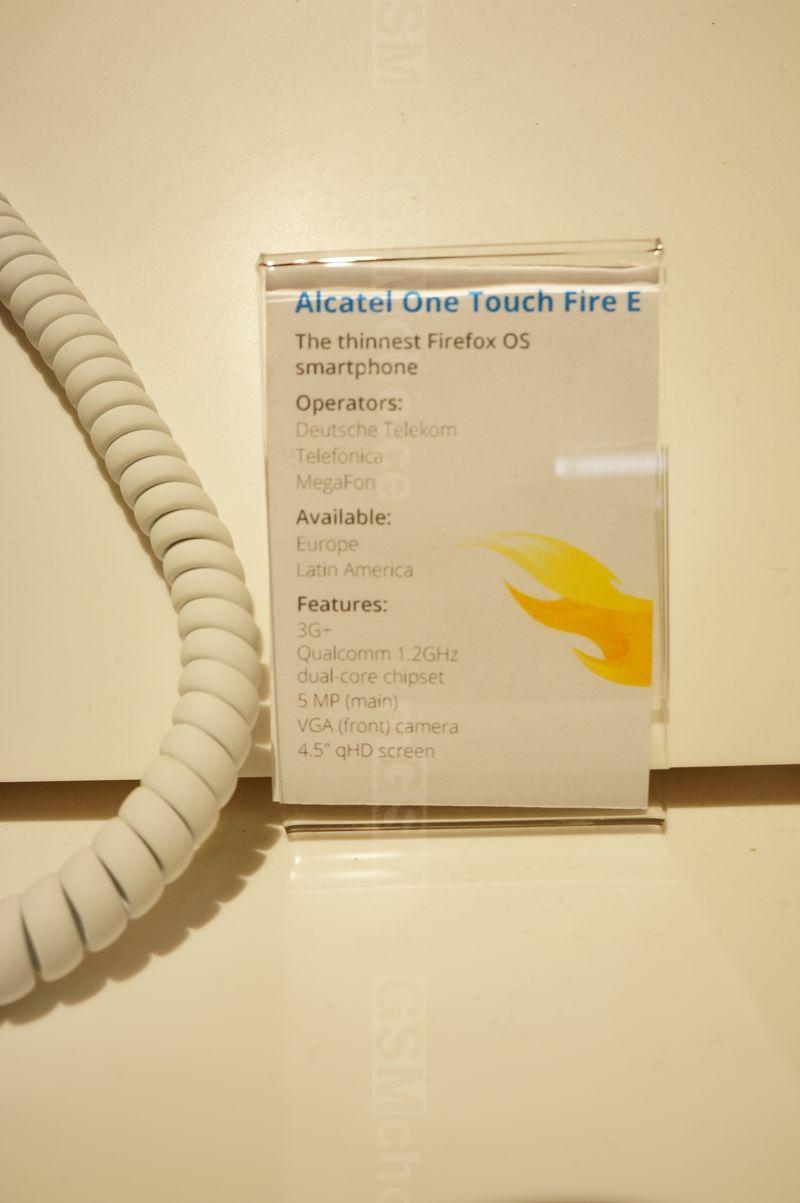 Alcatel One Touch Fire E
The thinnest Firefox OS
smartphone
Operators:
Deutsche Telekom
Telefonica
MegaFon
Available:
Europe
Latin America
Features:
3G+
Qualcomm 1.2GHz
dual-core chipset
5 MP (main)
VGA (front) camera
4.5” qHD screen
GSMchoice